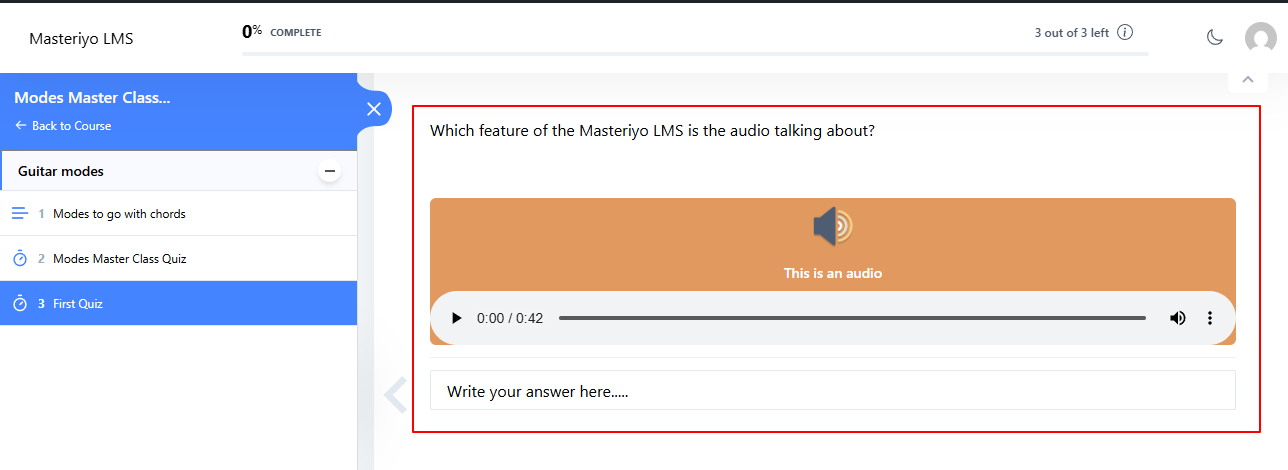 Masteriyo LMS
0% COMPLETE
3 out of 3 left
Modes Master Class...
Back to Course
Guitar modes
1 Modes to go with chords
2 Modes Master Class Quiz
3 First Quiz
Which feature of the Masteriyo LMS is the audio talking about?
This is an audio
0:00 / 0:42
Write your answer here.....